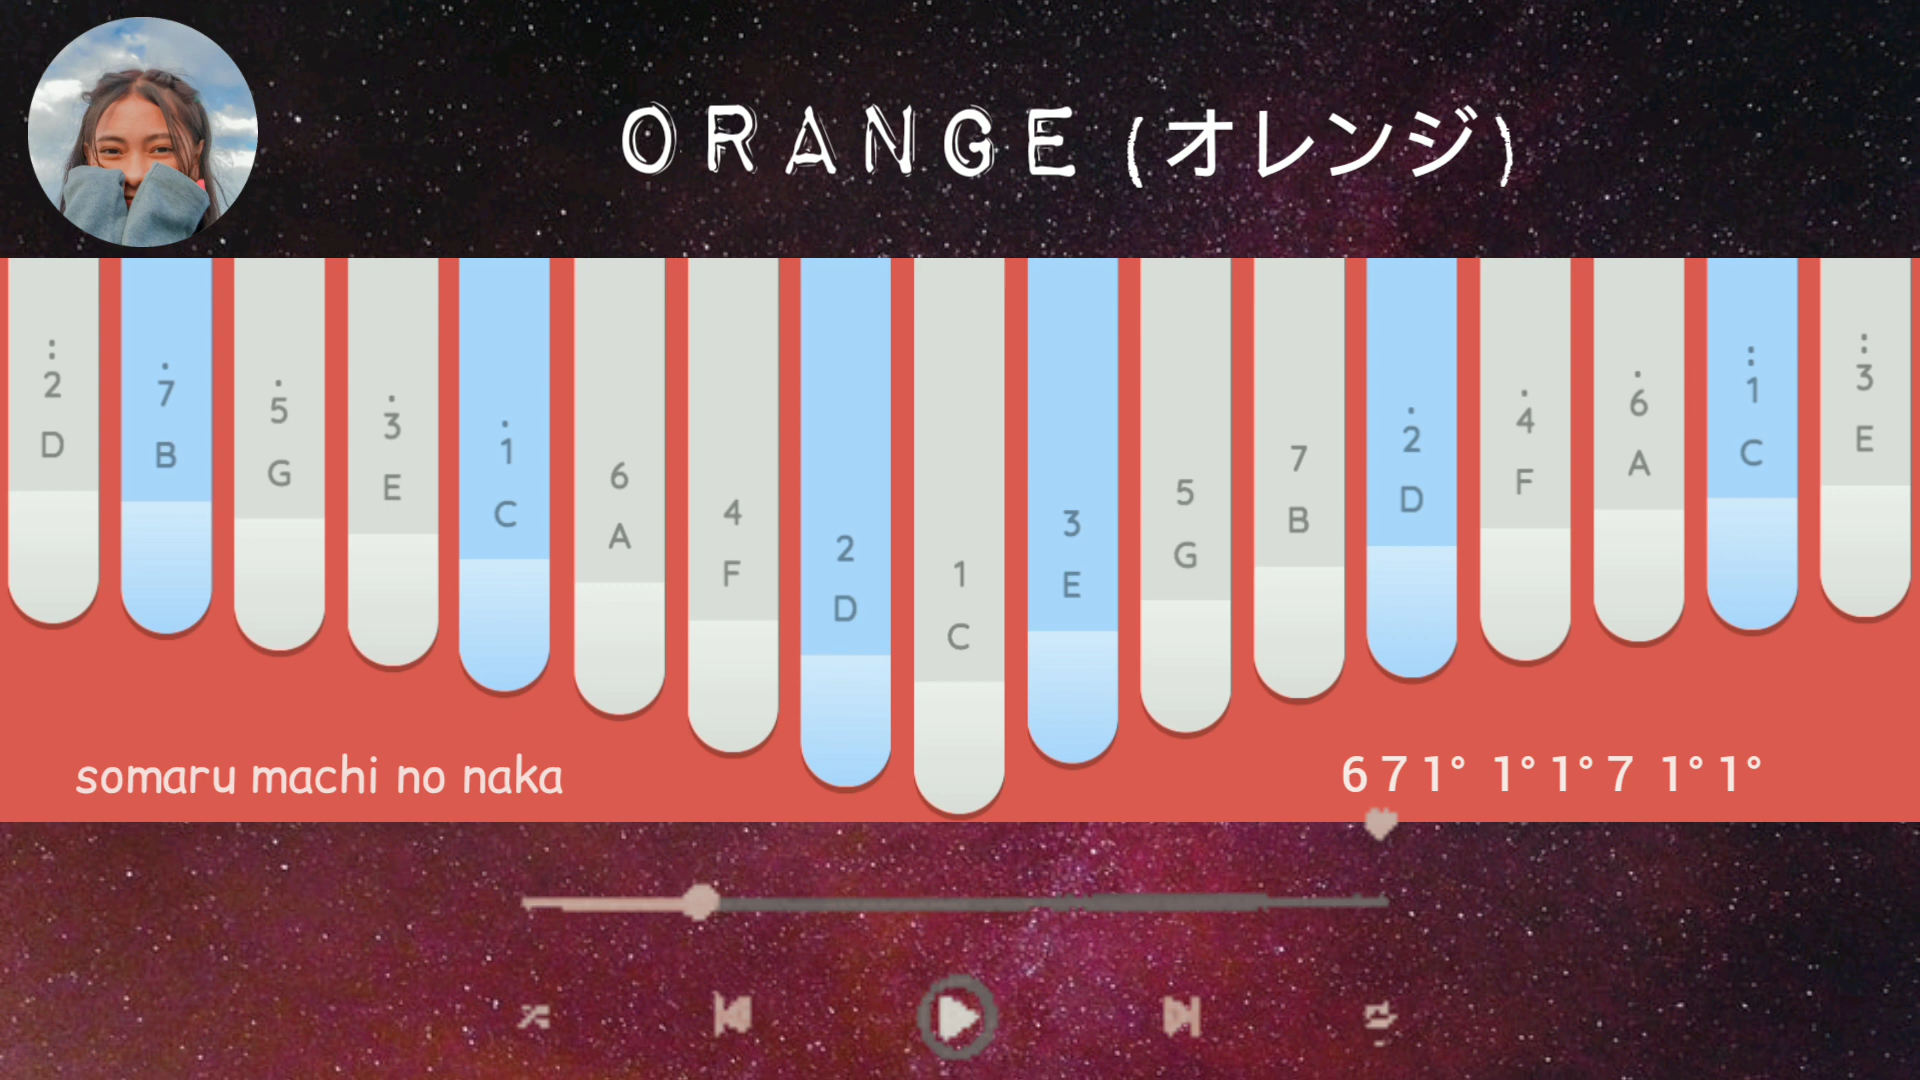 ORANGE (オレンジ)
2 7 5 3 1 6 4 2 1 3 5 7 2 4 6 1 3
D B G E C A F D C E G B D F A C E
somaru machi no naka
6 7 1° 1° 1° 7 1° 1°